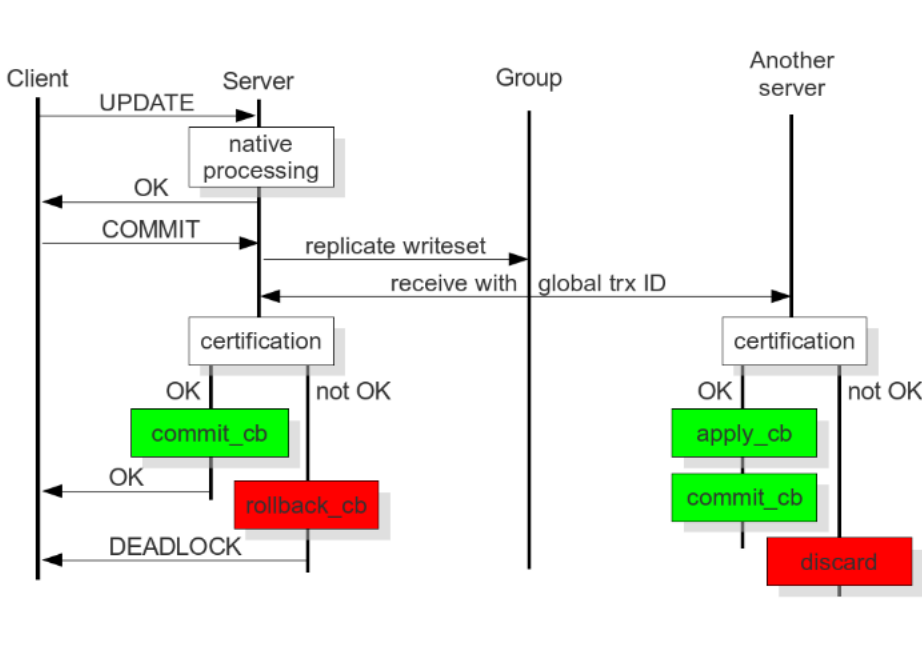 Client
Server
Group
Another
server
UPDATE
native
processing
OK
COMMIT
replicate writeset
receive with global trx ID
certification
certification
OK
not OK
OK
not OK
commit_cb
apply_cb
OK
rollback_cb
commit_cb
DEADLOCK
discard